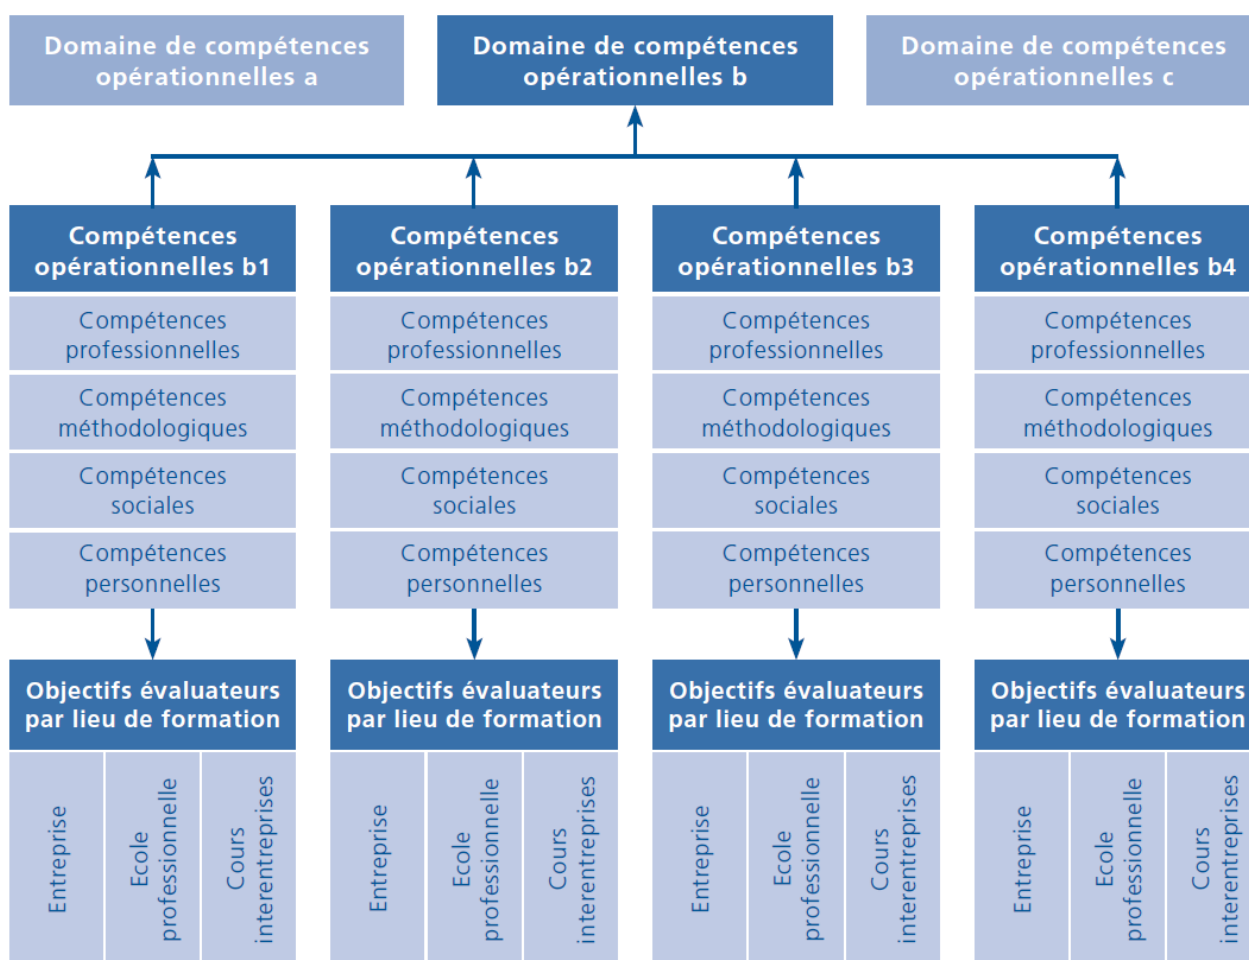 Domaine de compétences
opérationnelles a
Domaine de compétences
opérationnelles b
Domaine de compétences
opérationnelles c
Compétences
opérationnelles b1
Compétences
professionnelles
Compétences
méthodologiques
Compétences
sociales
Compétences
personnelles
Objectifs évaluateurs
par lieu de formation
Entreprise
Ecole
professionnelle
Cours
interentreprises
Compétences
opérationnelles b2
Compétences
professionnelles
Compétences
méthodologiques
Compétences
sociales
Compétences
personnelles
Objectifs évaluateurs
par lieu de formation
Entreprise
Ecole
professionnelle
Cours
interentreprises
Compétences
opérationnelles b3
Compétences
professionnelles
Compétences
méthodologiques
Compétences
sociales
Compétences
personnelles
Objectifs évaluateurs
par lieu de formation
Entreprise
Ecole
professionnelle
Cours
interentreprises
Compétences
opérationnelles b4
Compétences
professionnelles
Compétences
méthodologiques
Compétences
sociales
Compétences
personnelles
Objectifs évaluateurs
par lieu de formation
Entreprise
Ecole
professionnelle
Cours
interentreprises